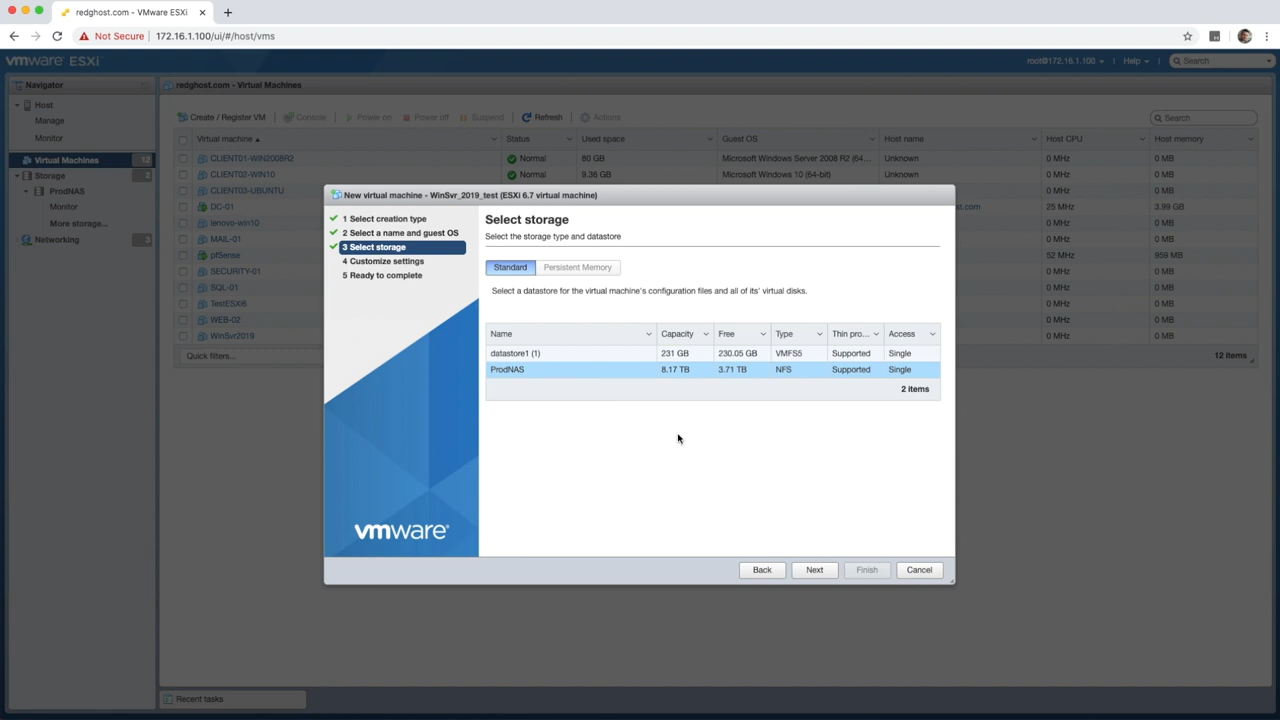 redghost.com - VMware ESXi
Not Secure 172.16.1.100/ui/#/host/vms
vmware ESXi
root@172.16.1.100 Help Search
Navigator
Host
Manage
Monitor
Virtual Machines 12
Storage 2
ProdNAS
Monitor
More storage...
Networking 3
redghost.com - Virtual Machines
Create / Register VM Console Power on Power off Suspend Refresh Actions Search
Virtual machine Status Used space Guest OS Host name Host CPU Host memory
CLIENT01-WIN2008R2 Normal 80 GB Microsoft Windows Server 2008 R2 (64... Unknown 0 MHz 0 MB
CLIENT02-WIN10 Normal 9.36 GB Microsoft Windows 10 (64-bit) Unknown 0 MHz 0 MB
CLIENT03-UBUNTU 0 MHz 0 MB
DC-01 ost.com 25 MHz 3.99 GB
lenovo-win10 0 MHz 0 MB
MAIL-01 0 MHz 0 MB
pfSense 52 MHz 959 MB
SECURITY-01 0 MHz 0 MB
SQL-01 0 MHz 0 MB
TestESXi6 0 MHz 0 MB
WEB-02 0 MHz 0 MB
WinSvr2019 0 MHz 0 MB
Quick filters... 12 items
New virtual machine - WinSvr_2019_test (ESXi 6.7 virtual machine)
1 Select creation type
2 Select a name and guest OS
3 Select storage
4 Customize settings
5 Ready to complete
vmware®
Select storage
Select the storage type and datastore
Standard Persistent Memory
Select a datastore for the virtual machine's configuration files and all of its' virtual disks.
Name Capacity Free Type Thin pro... Access
datastore1 (1) 231 GB 230.05 GB VMFS5 Supported Single
ProdNAS 8.17 TB 3.71 TB NFS Supported Single
2 items
Back Next Finish Cancel
Recent tasks